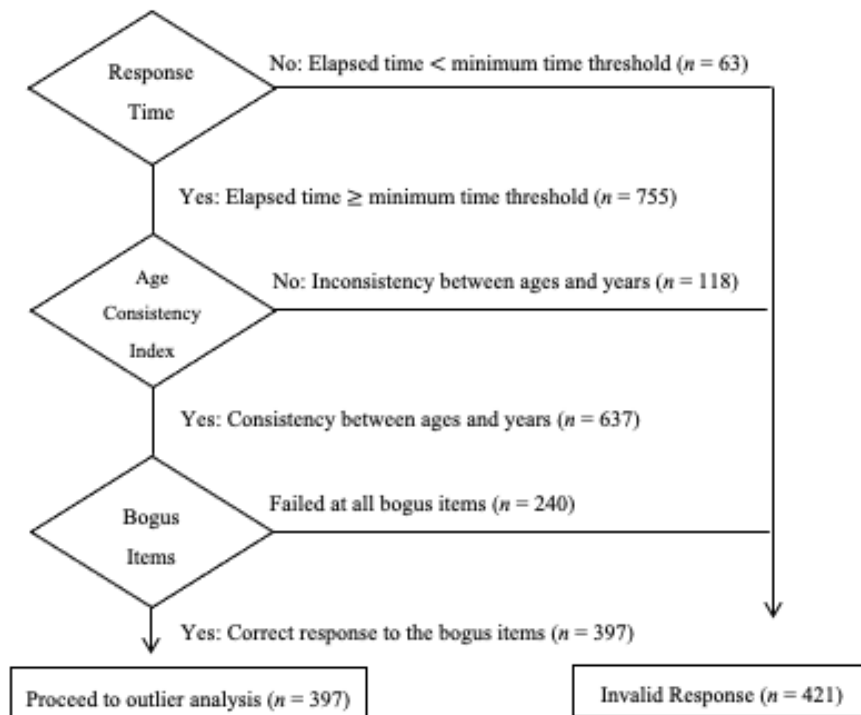 Response
Time
No: Elapsed time < minimum time threshold (n = 63)
Yes: Elapsed time ≥ minimum time threshold (n = 755)
Age
Consistency
Index
No: Inconsistency between ages and years (n = 118)
Yes: Consistency between ages and years (n = 637)
Bogus
Items
Failed at all bogus items (n = 240)
Yes: Correct response to the bogus items (n = 397)
Proceed to outlier analysis (n = 397)
Invalid Response (n = 421)